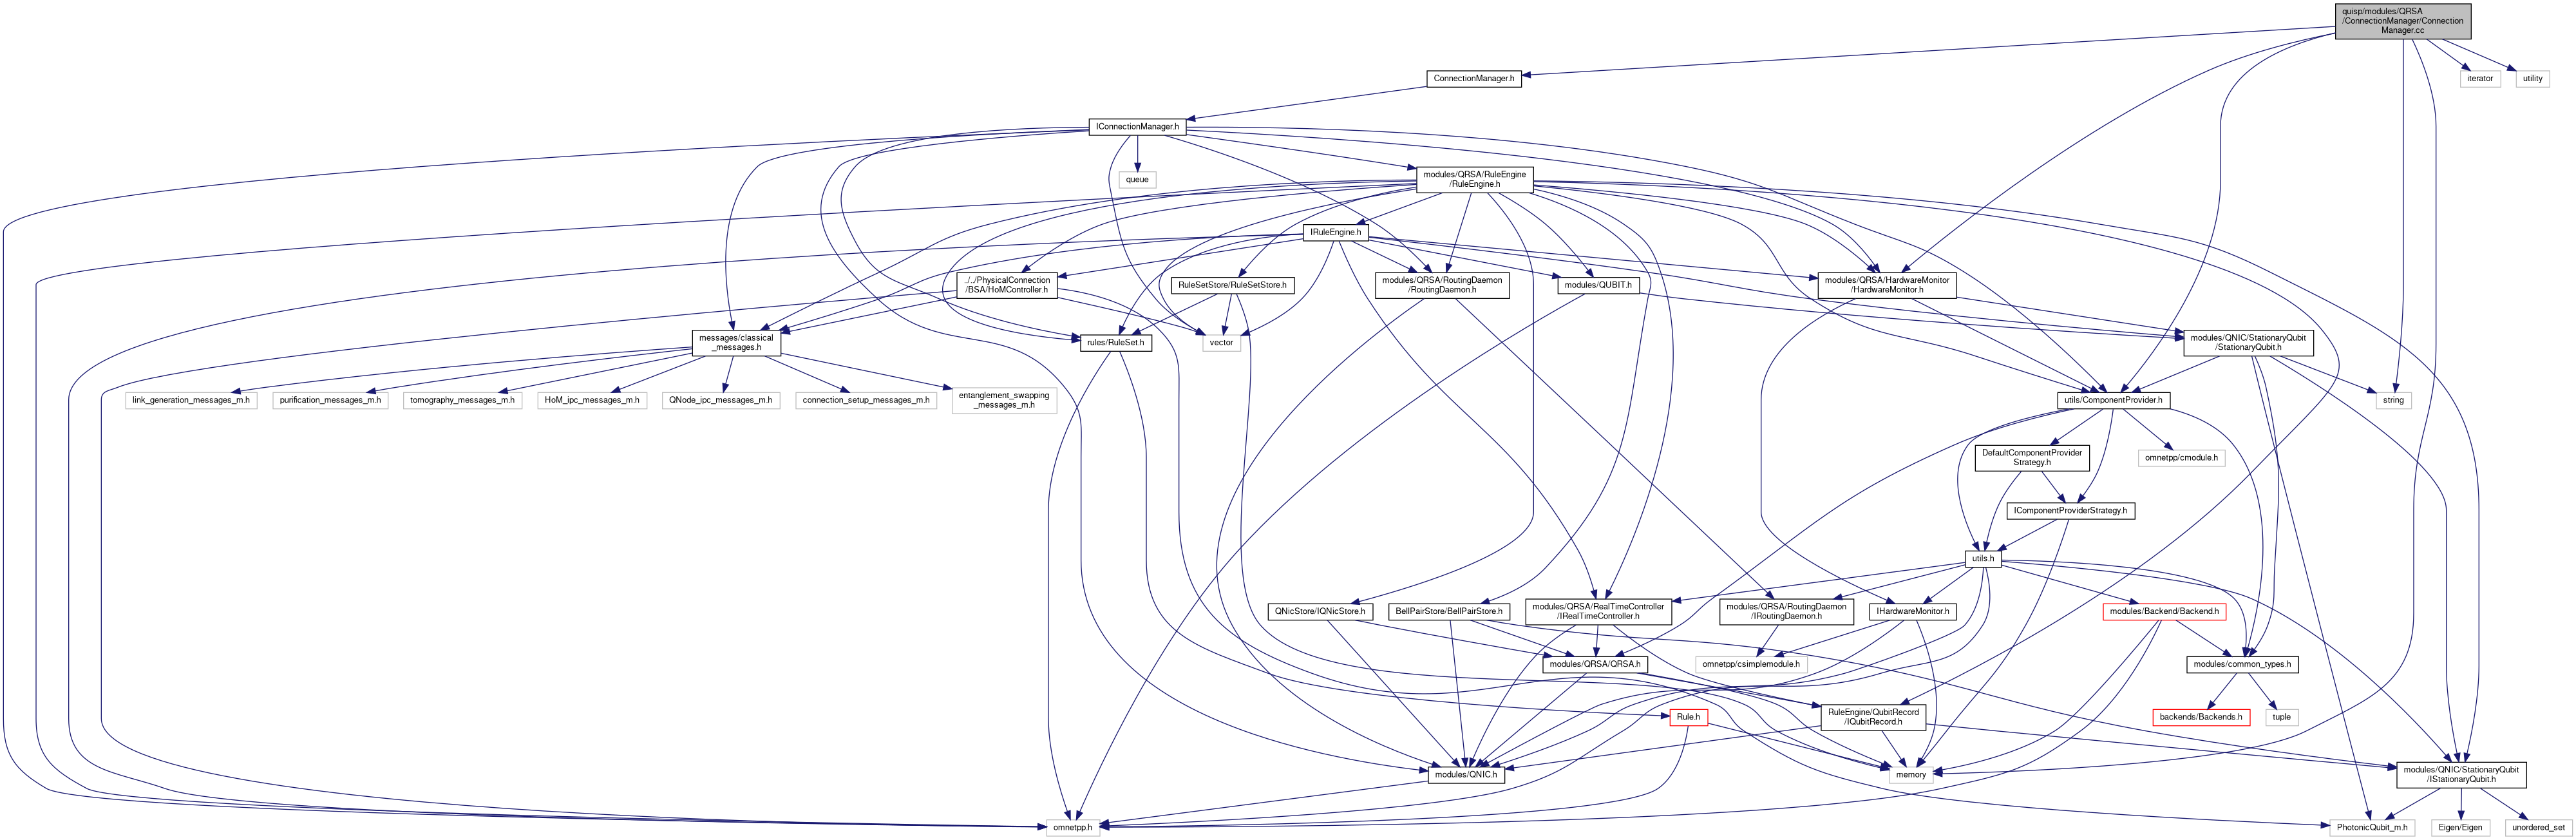 quisp/modules/QRSA
/ConnectionManager/Connection
Manager.cc
ConnectionManager.h
iterator
utility
IConnectionManager.h
queue
modules/QRSA/RuleEngine
/RuleEngine.h
IRuleEngine.h
../../PhysicalConnection
/BSA/HoMController.h
RuleSetStore/RuleSetStore.h
modules/QRSA/RoutingDaemon
/RoutingDaemon.h
modules/QUBIT.h
modules/QRSA/HardwareMonitor
/HardwareMonitor.h
messages/classical
_messages.h
rules/RuleSet.h
vector
modules/QNIC/StationaryQubit
/StationaryQubit.h
link_generation_messages_m.h
purification_messages_m.h
tomography_messages_m.h
HoM_ipc_messages_m.h
QNode_ipc_messages_m.h
connection_setup_messages_m.h
entanglement_swapping
_messages_m.h
utils/ComponentProvider.h
string
DefaultComponentProvider
Strategy.h
omnetpp/cmodule.h
IComponentProviderStrategy.h
utils.h
QNicStore/IQNicStore.h
BellPairStore/BellPairStore.h
modules/QRSA/RealTimeController
/IRealTimeController.h
modules/QRSA/RoutingDaemon
/IRoutingDaemon.h
IHardwareMonitor.h
modules/Backend/Backend.h
modules/QRSA/QRSA.h
omnetpp/csimplemodule.h
modules/common_types.h
Rule.h
RuleEngine/QubitRecord
/IQubitRecord.h
backends/Backends.h
tuple
modules/QNIC.h
memory
modules/QNIC/StationaryQubit
/IStationaryQubit.h
omnetpp.h
PhotonicQubit_m.h
Eigen/Eigen
unordered_set